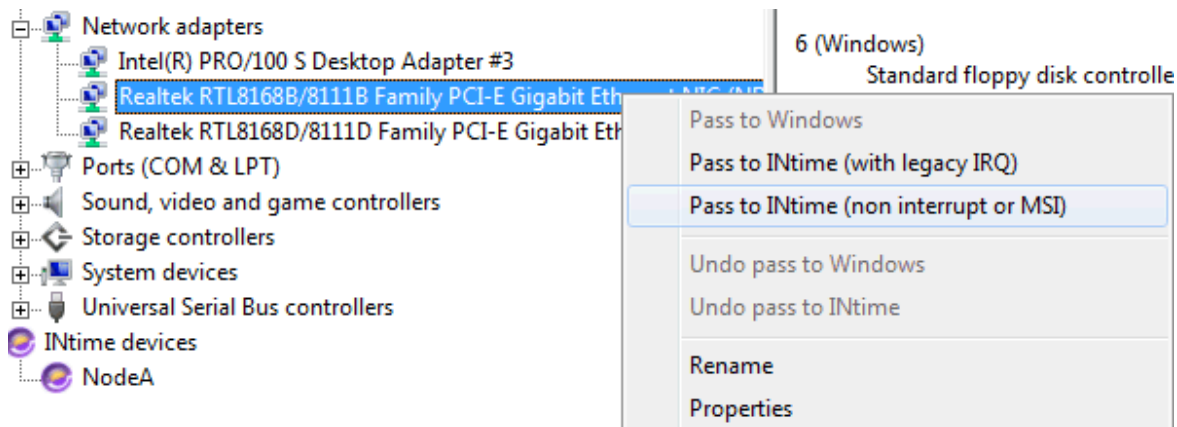 Network adapters
Intel(R) PRO/100 S Desktop Adapter #3
Realtek RTL8168B/8111B Family PCI-E Gigabit
Realtek RTL8168D/8111D Family PCI-E Gigabit
Ports (COM & LPT)
Sound, video and game controllers
Storage controllers
System devices
Universal Serial Bus controllers
INtime devices
NodeA
6 (Windows)
Standard floppy disk controlle
Pass to Windows
Pass to INtime (with legacy IRQ)
Pass to INtime (non interrupt or MSI)
Undo pass to Windows
Undo pass to INtime
Rename
Properties